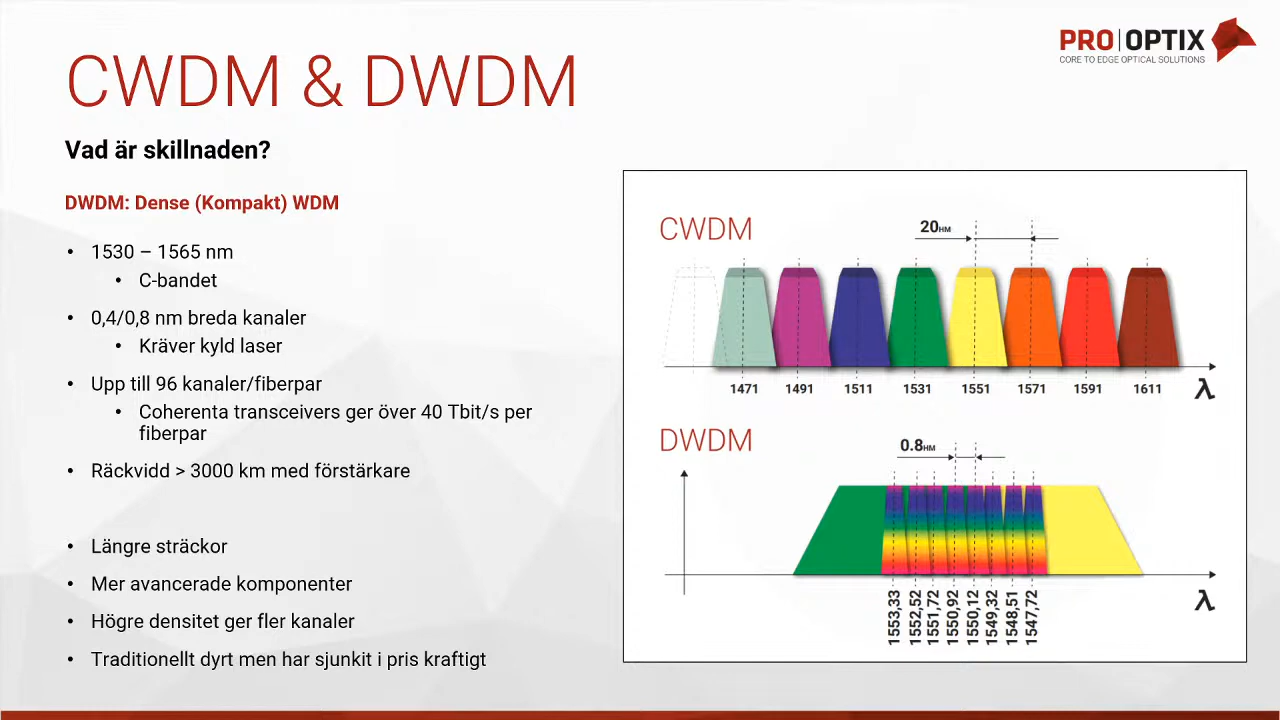 PRO OPTIX
CORE TO EDGE OPTICAL SOLUTIONS
CWDM & DWDM
Vad är skillnaden?
DWDM: Dense (Kompakt) WDM
• 1530 – 1565 nm
• C-bandet
• 0,4/0,8 nm breda kanaler
• Kräver kyld laser
• Upp till 96 kanaler/fiberpar
• Coherenta transceivers ger över 40 Tbit/s per
fiberpar
• Räckvidd > 3000 km med förstärkare
• Längre sträckor
• Mer avancerade komponenter
• Högre densitet ger fler kanaler
• Traditionellt dyrt men har sjunkit i pris kraftigt
CWDM
20HM
1471 1491 1511 1531 1551 1571 1591 1611
λ
DWDM
0.8HM
1553,33 1552,52 1551,72 1550,92 1550,12 1549,32 1548,51 1547,72
λ